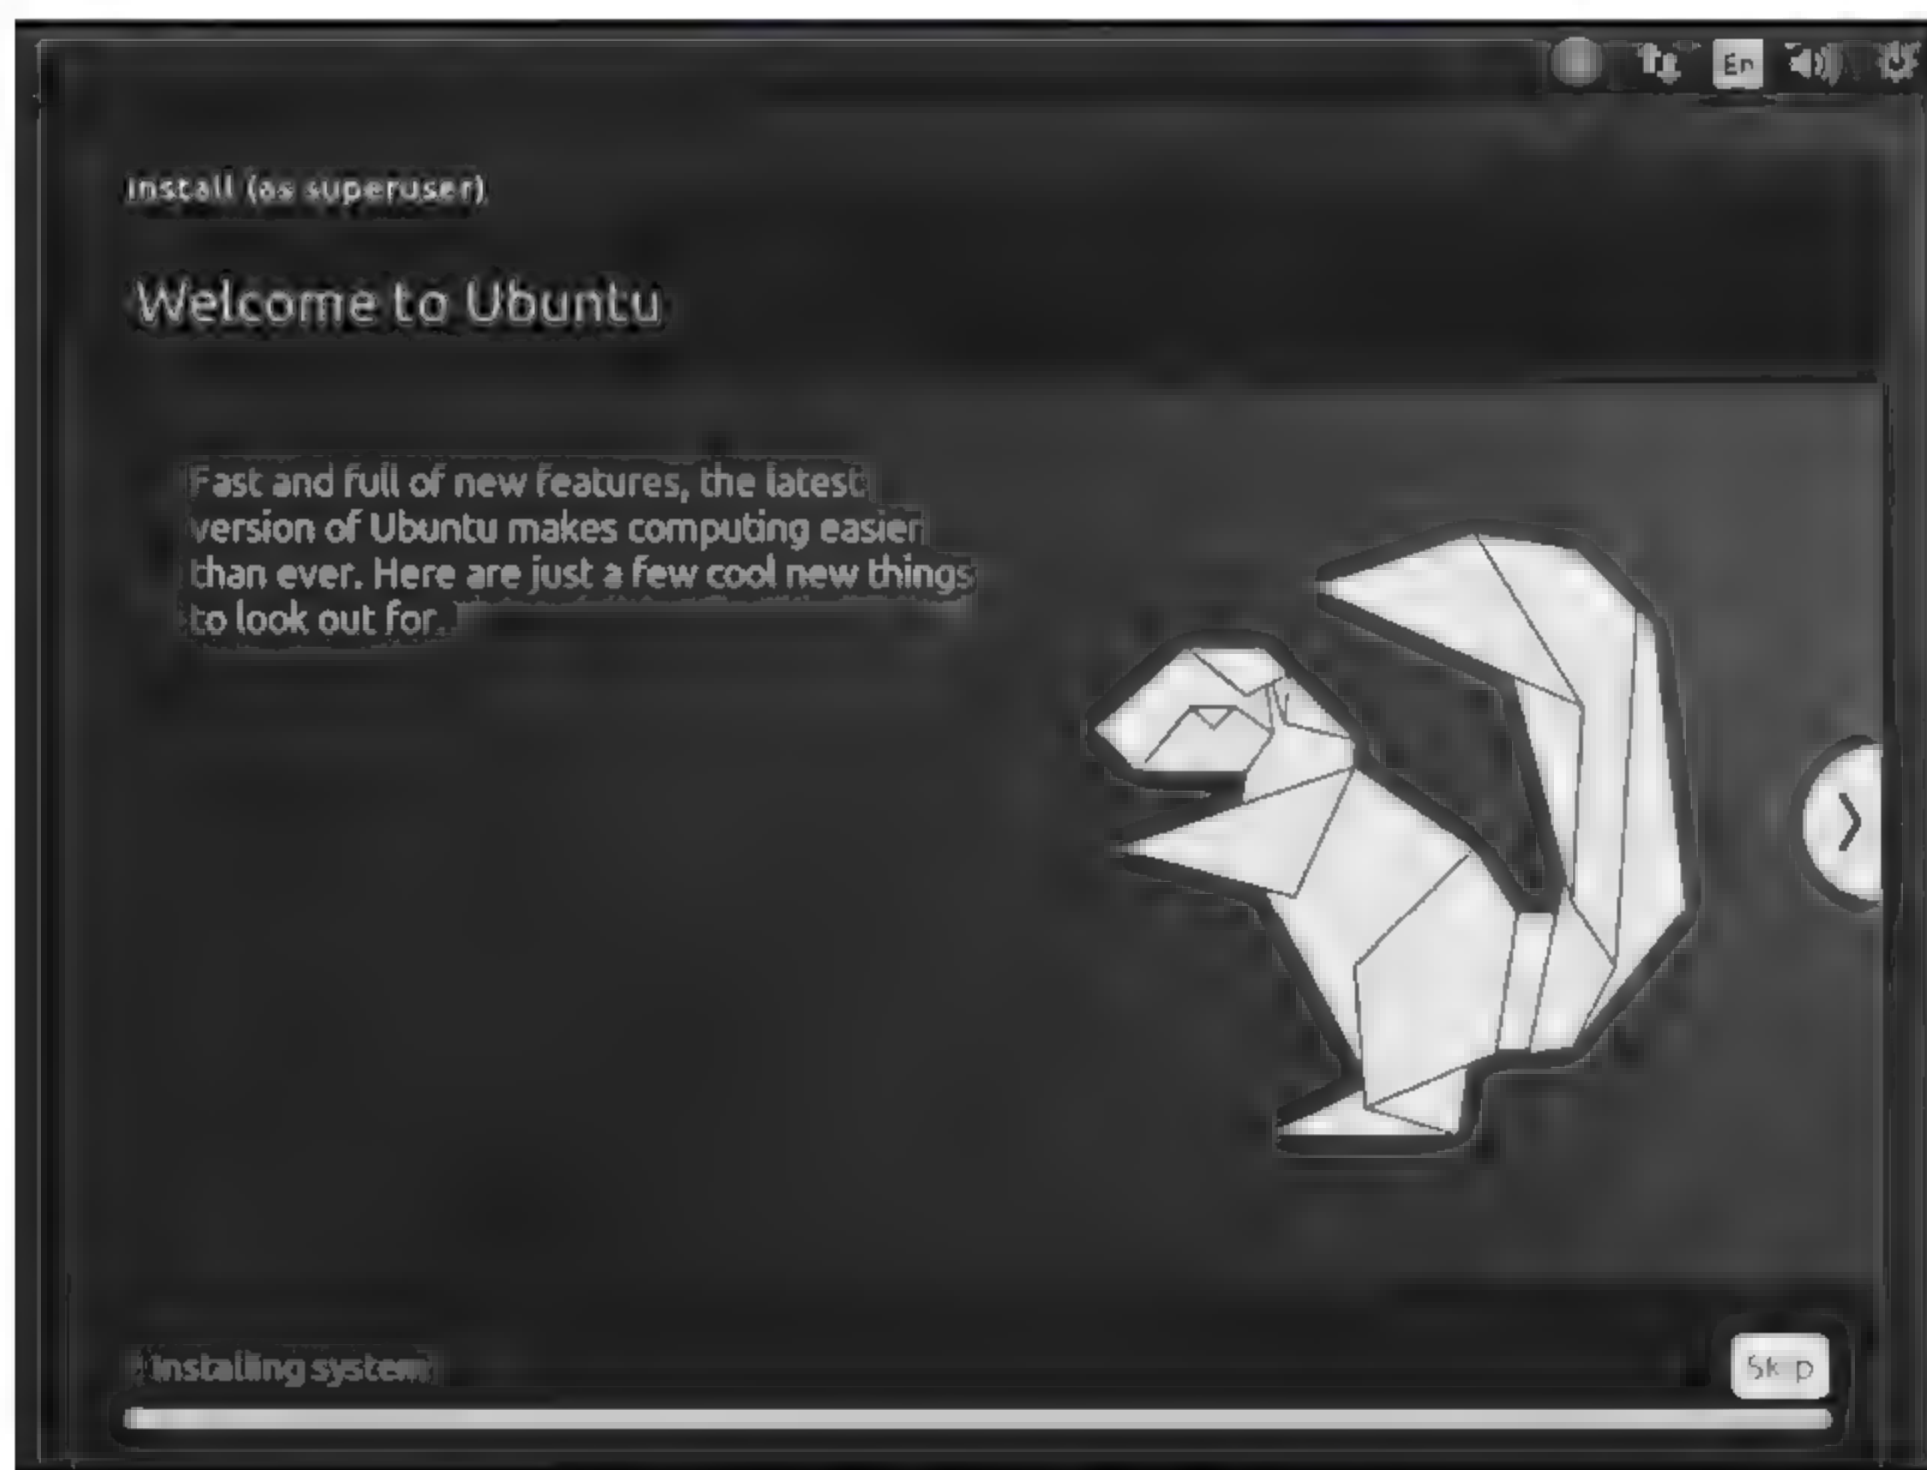 En
Install (as superuser)
Welcome to Ubuntu
Fast and full of new features, the latest
version of Ubuntu makes computing easier
than ever. Here are just a few cool new things
to look out for...
Installing system
Skip